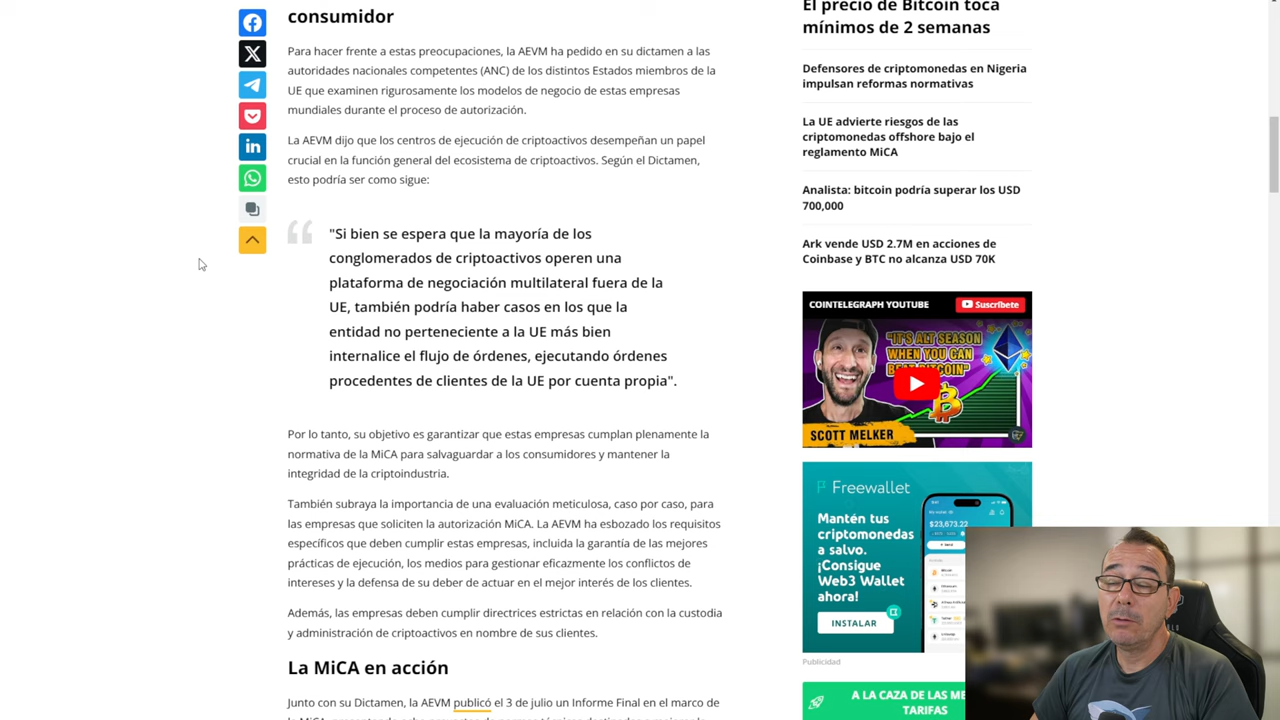 consumidor
Para hacer frente a estas preocupaciones, la AEVM ha pedido en su dictamen a las
autoridades nacionales competentes (ANC) de los distintos Estados miembros de la
UE que examinen rigurosamente los modelos de negocio de estas empresas
mundiales durante el proceso de autorización.
La AEVM dijo que los centros de ejecución de criptoactivos desempeñan un papel
crucial en la función general del ecosistema de criptoactivos. Según el Dictamen,
esto podría ser como sigue:
"Si bien se espera que la mayoría de los
conglomerados de criptoactivos operen una
plataforma de negociación multilateral fuera de la
UE, también podría haber casos en los que la
entidad no perteneciente a la UE más bien
internalice el flujo de órdenes, ejecutando órdenes
procedentes de clientes de la UE por cuenta propia".
Por lo tanto, su objetivo es garantizar que estas empresas cumplan plenamente la
normativa de la MiCA para salvaguardar a los consumidores y mantener la
integridad de la criptoindustria.
También subraya la importancia de una evaluación meticulosa, caso por caso, para
las empresas que soliciten la autorización MiCA. La AEVM ha esbozado los requisitos
específicos que deben cumplir estas empresas, incluida la garantía de las mejores
prácticas de ejecución, los medios para gestionar eficazmente los conflictos de
intereses y la defensa de su deber de actuar en el mejor interés de los clientes.
Además, las empresas deben cumplir directrices estrictas en relación con la custodia
y administración de criptoactivos en nombre de sus clientes.
La MiCA en acción
Junto con su Dictamen, la AEVM publicó el 3 de julio un Informe Final en el marco de
El precio de Bitcoin toca
mínimos de 2 semanas
Defensores de criptomonedas en Nigeria
impulsan reformas normativas
La UE advierte riesgos de las
criptomonedas offshore bajo el
reglamento MiCA
Analista: bitcoin podría superar los USD
700,000
Ark vende USD 2.7M en acciones de
Coinbase y BTC no alcanza USD 70K
COINTELEGRAPH YOUTUBE
Suscríbete
"IT'S ALT SEASON
WHEN YOU CAN
BEAT BITCOIN"
SCOTT MELKER
Freewallet
Mantén tus
criptomonedas
a salvo.
¡Consigue
Web3 Wallet
ahora!
INSTALAR
$23,673.22
Publicidad
A LA CAZA DE LAS ME
TARIFAS